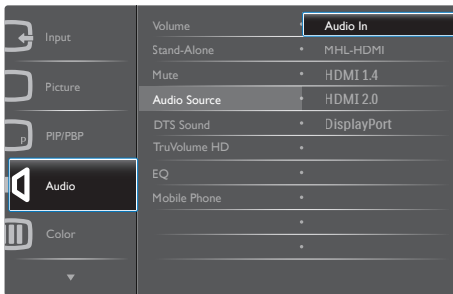 Input
Picture
P
PIP/PBP
Audio
Color
Volume
Stand-Alone
Mute
Audio Source
DTS Sound
TruVolume HD
EQ
Mobile Phone
Audio In
MHL-HDMI
HDMI 1.4
HDMI 2.0
DisplayPort